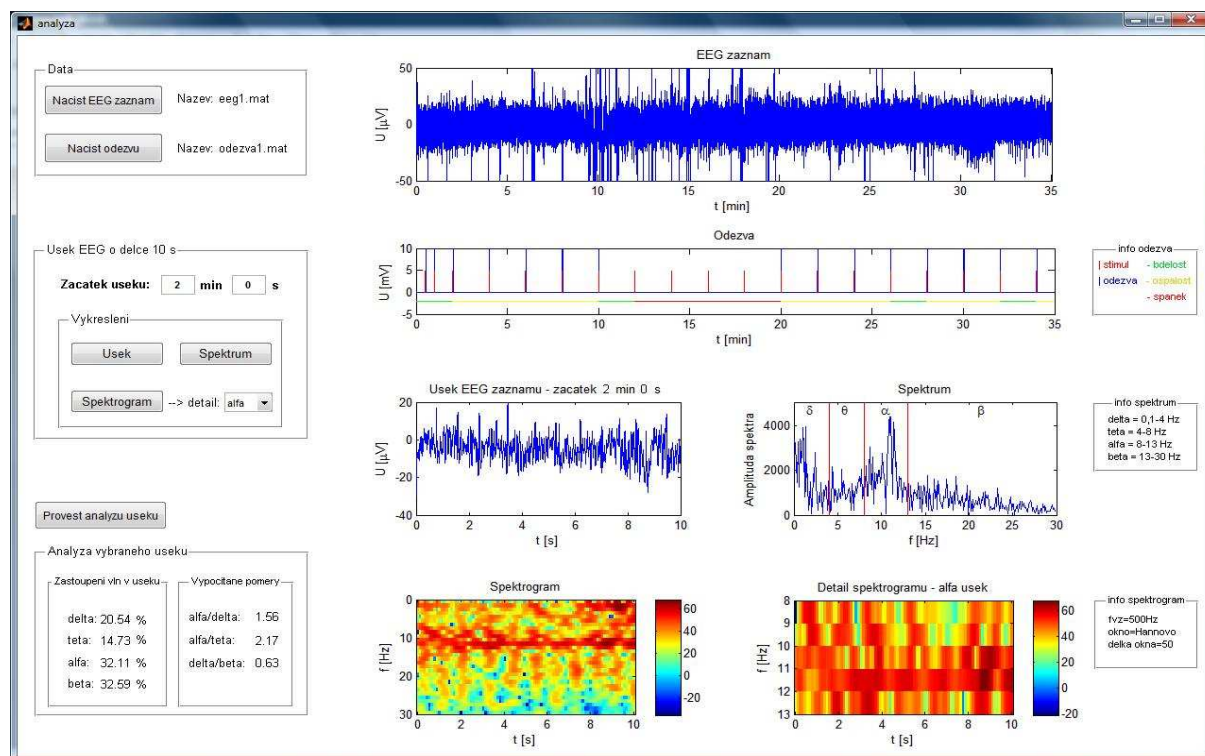 analyza
Data
Nacist EEG zaznam Nazev: eeg1.mat
Nacist odezvu Nazev: odezva1.mat
Usek EEG o delce 10 s
Zacatek useku: 2 min 0 s
Vykresleni
Usek Spektrum
Spektrogram --> detail: alfa
Provest analyzu useku
Analyza vybraneho useku
Zastoupeni vln v useku
delta: 20.54 %
teta: 14.73 %
alfa: 32.11 %
beta: 32.59 %
Vypocitane pomery
alfa/delta: 1.56
alfa/teta: 2.17
delta/beta: 0.63
EEG zaznam
U [µV]
50
0
-50
0 5 10 15 20 25 30 35
t [min]
Odezva
U [mV]
10
5
0
-5
0 5 10 15 20 25 30 35
t [min]
info odezva
| stimul - bdelost
| odezva - ospalost
- spanek
Usek EEG zaznamu - zacatek 2 min 0 s
U [µV]
20
0
-20
-40
0 2 4 6 8 10
t [s]
Spektrum
δ θ α β
Amplituda spektra
4000
2000
0
0 5 10 15 20 25 30
f [Hz]
info spektrum
delta = 0,1-4 Hz
teta = 4-8 Hz
alfa = 8-13 Hz
beta = 13-30 Hz
Spektrogram
f [Hz]
0
10
20
30
0 2 4 6 8 10
t [s]
60
40
20
0
-20
Detail spektrogramu - alfa usek
f [Hz]
8
9
10
11
12
13
0 2 4 6 8 10
t [s]
60
40
20
0
-20
info spektrogram
fvz=500Hz
okno=Hannovo
delka okna=50